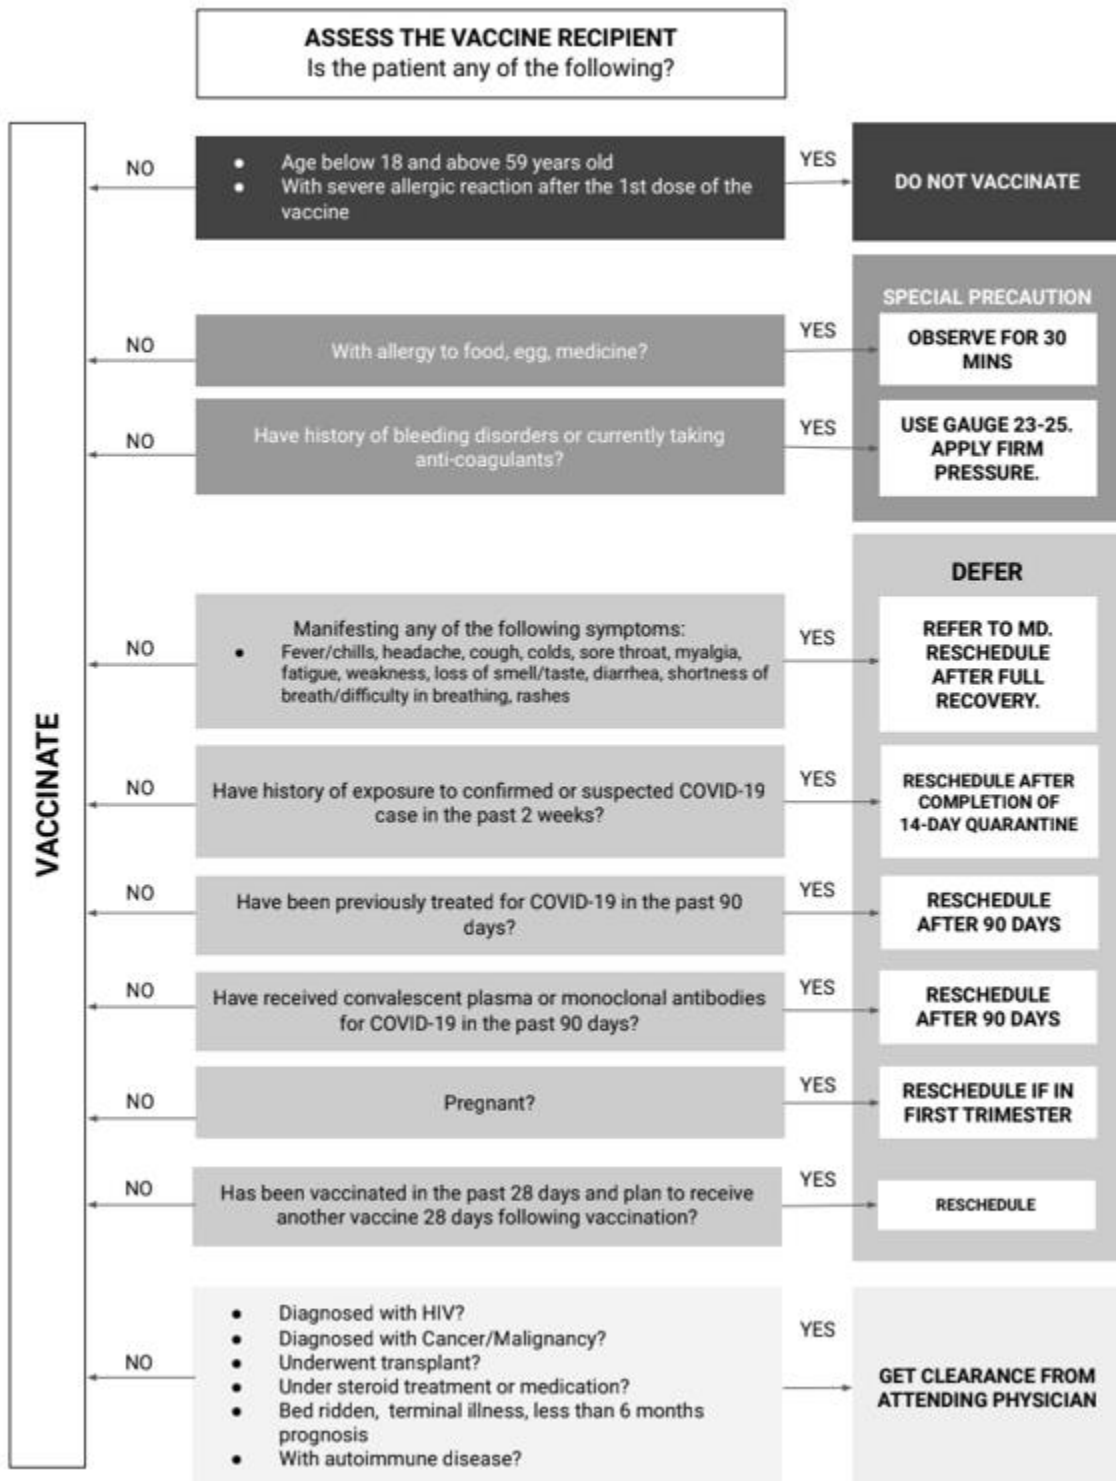 ASSESS THE VACCINE RECIPIENT
Is the patient any of the following?
VACCINATE
NO
● Age below 18 and above 59 years old
● With severe allergic reaction after the 1st dose of the
vaccine
YES
DO NOT VACCINATE
SPECIAL PRECAUTION
NO
With allergy to food, egg, medicine?
YES
OBSERVE FOR 30
MINS
NO
Have history of bleeding disorders or currently taking
anti-coagulants?
YES
USE GAUGE 23-25.
APPLY FIRM
PRESSURE.
DEFER
NO
Manifesting any of the following symptoms:
● Fever/chills, headache, cough, colds, sore throat, myalgia,
fatigue, weakness, loss of smell/taste, diarrhea, shortness of
breath/difficulty in breathing, rashes
YES
REFER TO MD.
RESCHEDULE
AFTER FULL
RECOVERY.
NO
Have history of exposure to confirmed or suspected COVID-19
case in the past 2 weeks?
YES
RESCHEDULE AFTER
COMPLETION OF
14-DAY QUARANTINE
NO
Have been previously treated for COVID-19 in the past 90
days?
YES
RESCHEDULE
AFTER 90 DAYS
NO
Have received convalescent plasma or monoclonal antibodies
for COVID-19 in the past 90 days?
YES
RESCHEDULE
AFTER 90 DAYS
NO
Pregnant?
YES
RESCHEDULE IF IN
FIRST TRIMESTER
NO
Has been vaccinated in the past 28 days and plan to receive
another vaccine 28 days following vaccination?
YES
RESCHEDULE
NO
● Diagnosed with HIV?
● Diagnosed with Cancer/Malignancy?
● Underwent transplant?
● Under steroid treatment or medication?
● Bed ridden, terminal illness, less than 6 months
prognosis
● With autoimmune disease?
YES
GET CLEARANCE FROM
ATTENDING PHYSICIAN